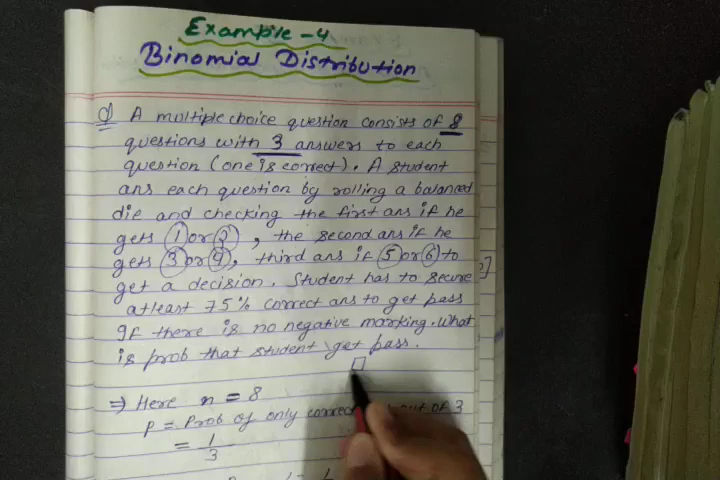 Example - 4
Binomial Distribution
Q A multiple choice question consists of 8
questions with 3 answers to each
question (one is correct). A student
ans each question by rolling a balanced
die and checking the first ans if he
gets 1 or 2, the second ans if he
gets 3 or 4, third ans if 5 or 6 to
get a decision. Student has to secure
atleast 75% correct ans to get pass
If there is no negative marking. What
is prob that student get pass.
⇒ Here n = 8
P = Prob of only correct out of 3
= 1/3